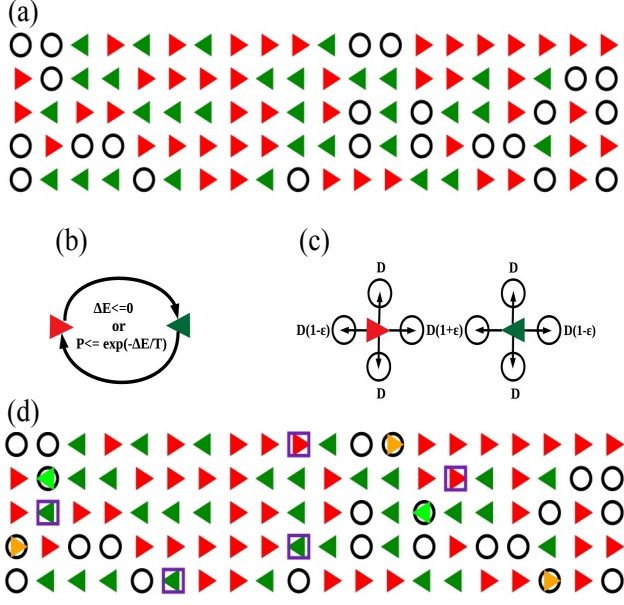 (a)
(b)
(c)
ΔE<=0
or
P<= exp(-ΔE/T)
D
D
D(1-ε)
D(1+ε)
D(1-ε)
D
D
(d)